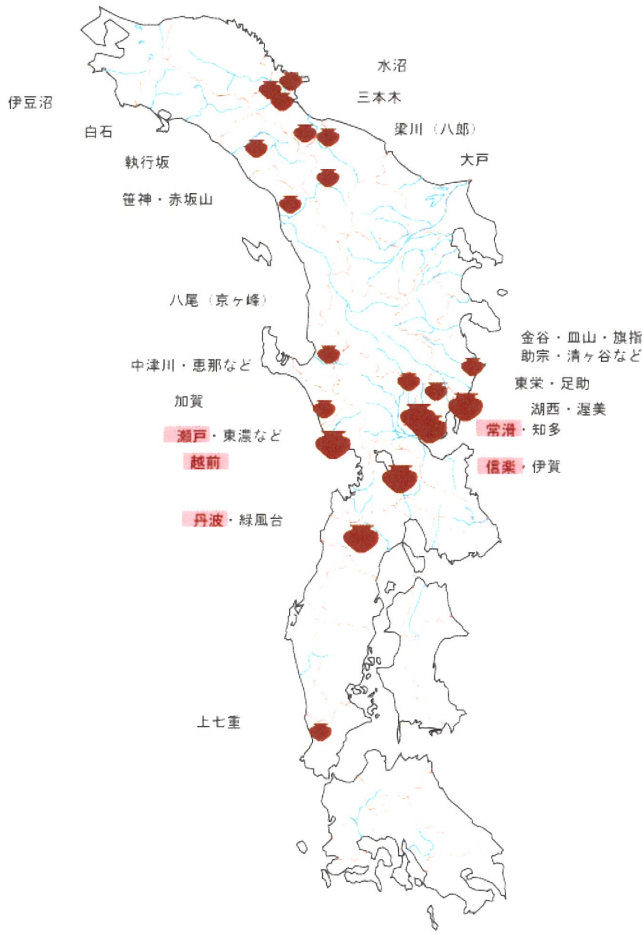 水沼
伊豆沼
三本木
白石
梁川（八郎）
執行坂
大戸
笹神・赤坂山
八尾（京ヶ峰）
金谷・皿山・旗指
助宗・清ヶ谷など
中津川・恵那など
東栄・足助
加賀
湖西・渥美
瀬戸・東濃など
常滑・知多
越前
信楽・伊賀
丹波・緑風台
上七重